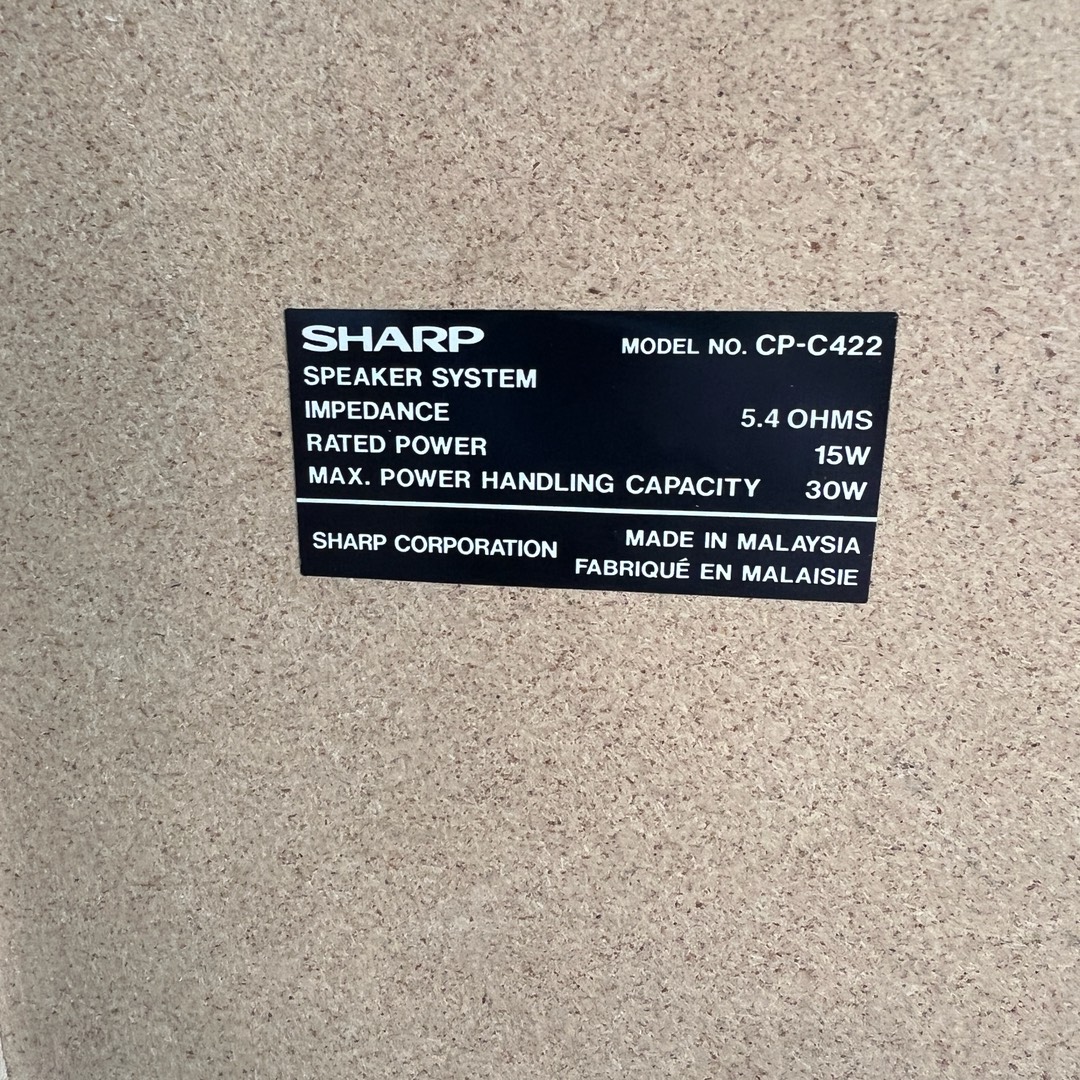 SHARP MODEL NO. CP-C422
SPEAKER SYSTEM
IMPEDANCE 5.4 OHMS
RATED POWER 15W
MAX. POWER HANDLING CAPACITY 30W
SHARP CORPORATION MADE IN MALAYSIA
FABRIQUÉ EN MALAISIE